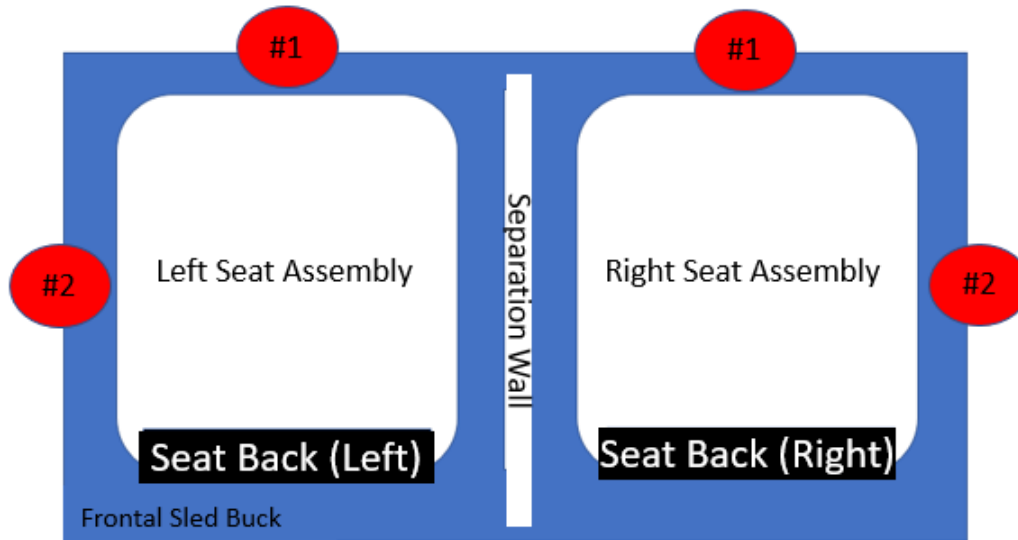 #1
#1
#2
Left Seat Assembly
Separation Wall
Right Seat Assembly
#2
Seat Back (Left)
Seat Back (Right)
Frontal Sled Buck